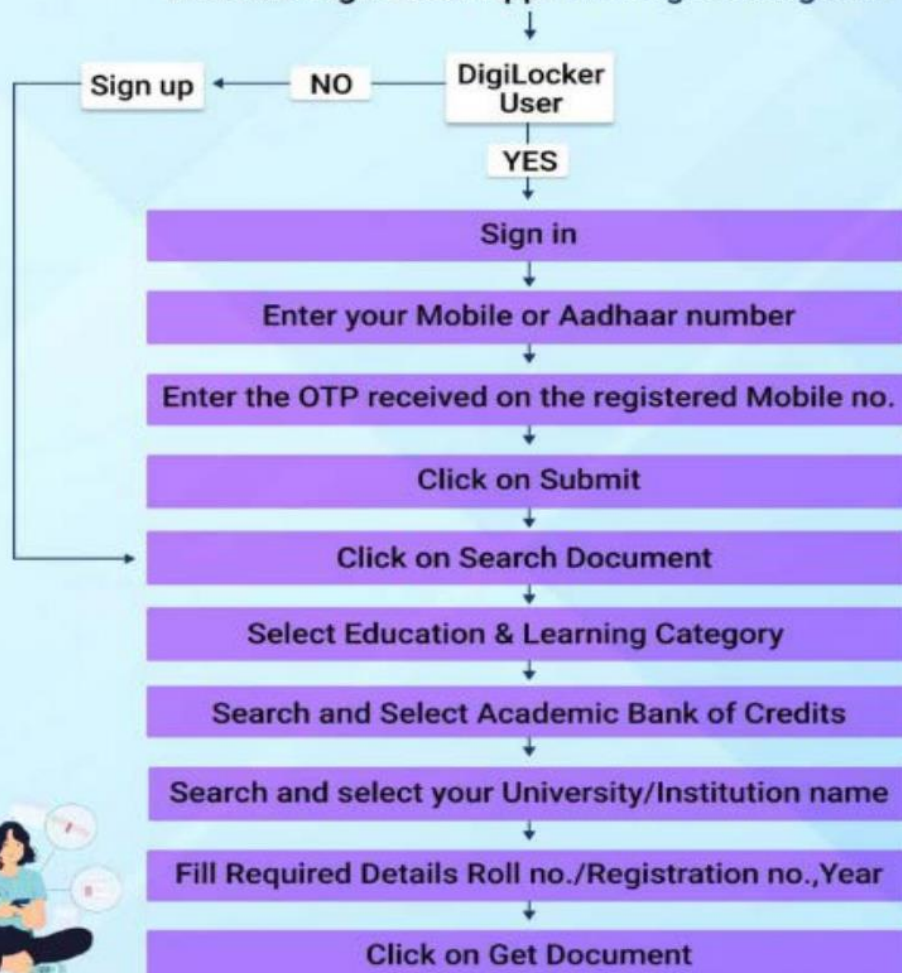 DigiLocker
User
NO
Sign up
YES
Sign in
Enter your Mobile or Aadhaar number
Enter the OTP received on the registered Mobile no.
Click on Submit
Click on Search Document
Select Education & Learning Category
Search and Select Academic Bank of Credits
Search and select your University/Institution name
Fill Required Details Roll no./Registration no.,Year
Click on Get Document